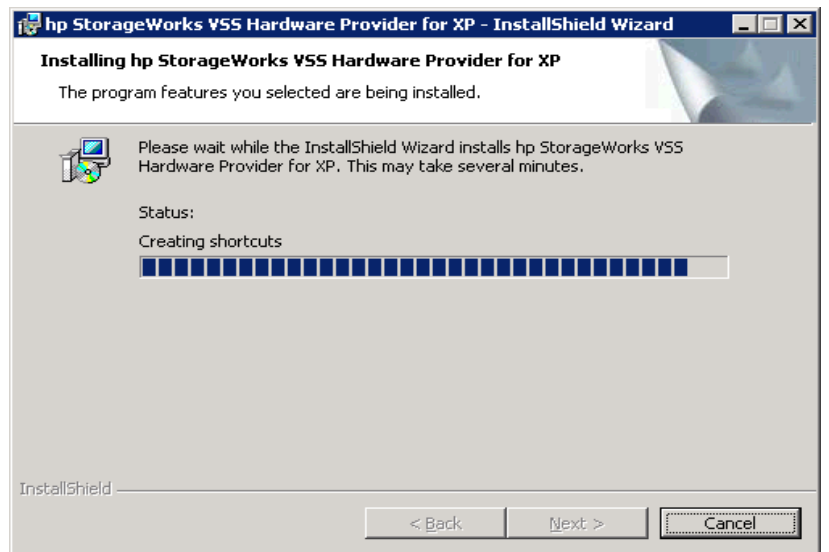 hp StorageWorks VSS Hardware Provider for XP - InstallShield Wizard
Installing hp StorageWorks VSS Hardware Provider for XP
The program features you selected are being installed.
Please wait while the InstallShield Wizard installs hp StorageWorks VSS
Hardware Provider for XP. This may take several minutes.
Status:
Creating shortcuts
InstallShield
< Back
Next >
Cancel